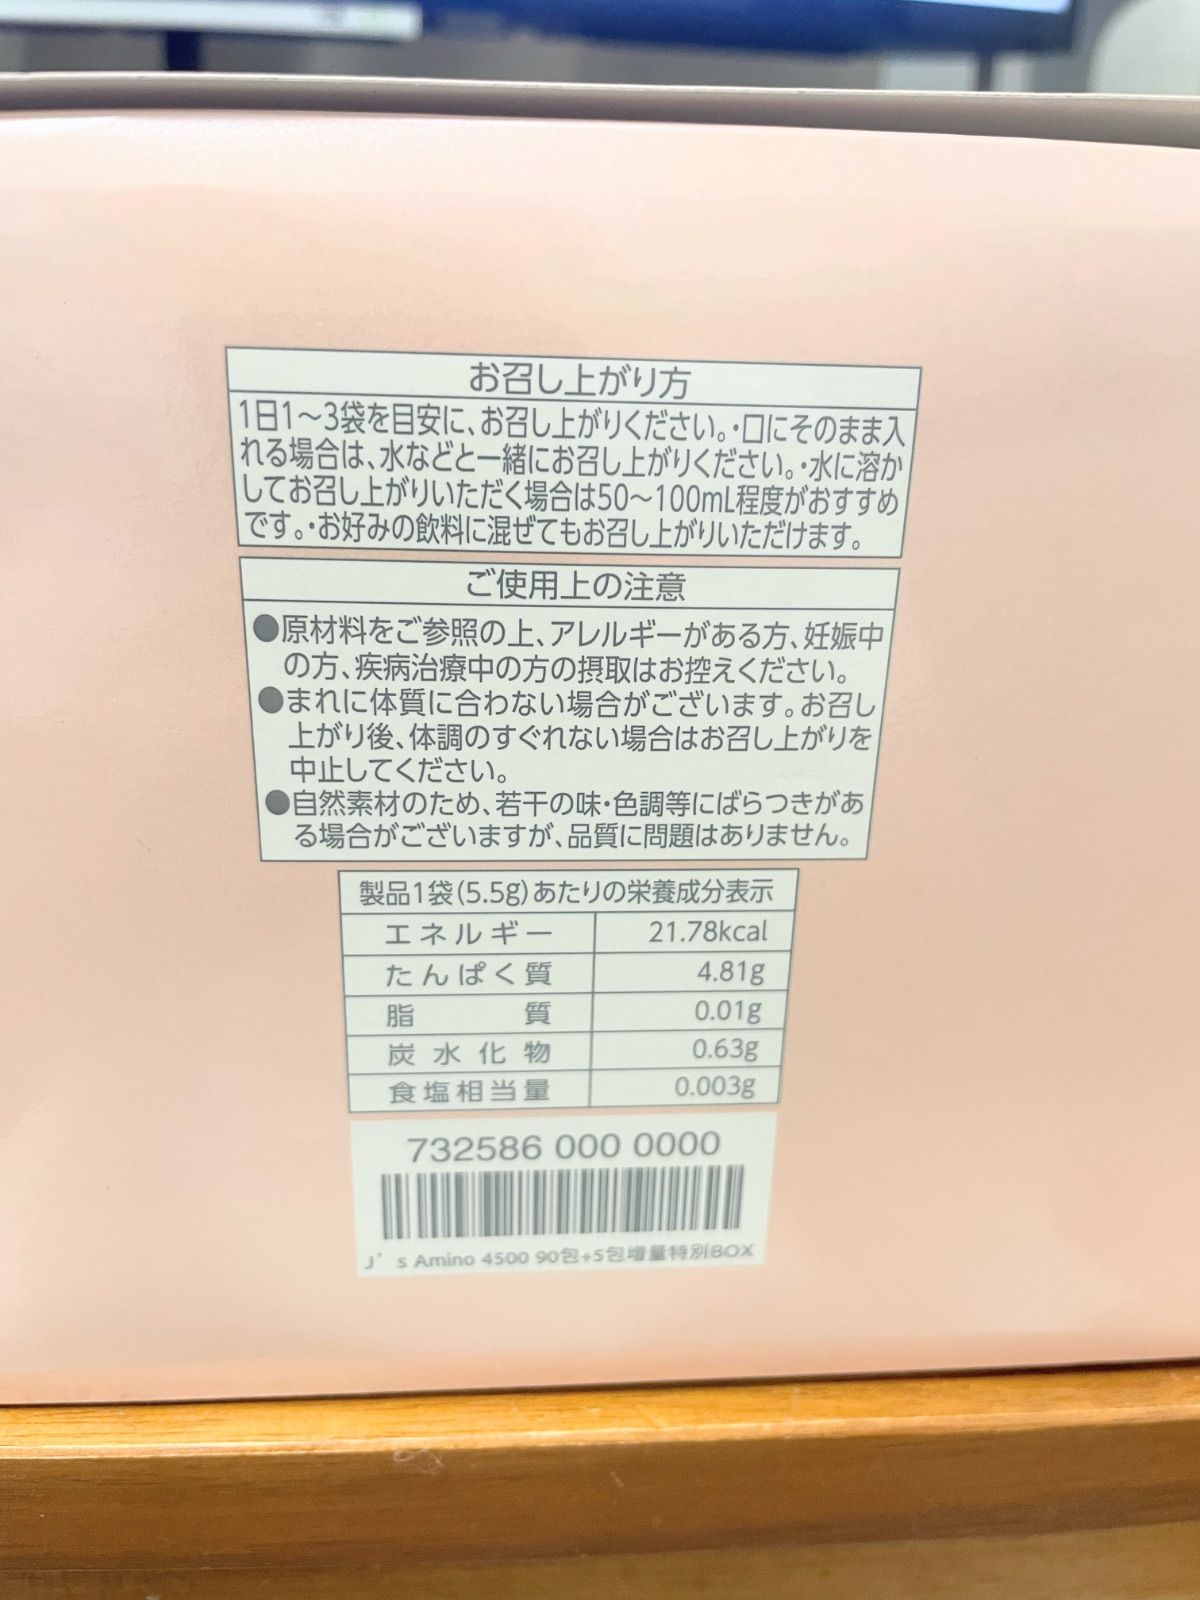 お召し上がり方
1日1～3袋を目安に、お召し上がりください。・口にそのまま入
れる場合は、水などと一緒にお召し上がりください。・水に溶か
してお召し上がりいただく場合は50～100mL程度がおすすめ
です。・お好みの飲料に混ぜてもお召し上がりいただけます。
ご使用上の注意
●原材料をご参照の上、アレルギーがある方、妊娠中
の方、疾病治療中の方の摂取はお控えください。
●まれに体質に合わない場合がございます。お召し
上がり後、体調のすぐれない場合はお召し上がりを
中止してください。
●自然素材のため、若干の味・色調等にばらつきがあ
る場合がございますが、品質に問題はありません。
製品1袋(5.5g)あたりの栄養成分表示
エネルギー 21.78kcal
たんぱく質 4.81g
脂質 0.01g
炭水化物 0.63g
食塩相当量 0.003g
732586 000 0000
J's Amino 4500 90包+5包増量特別BOX